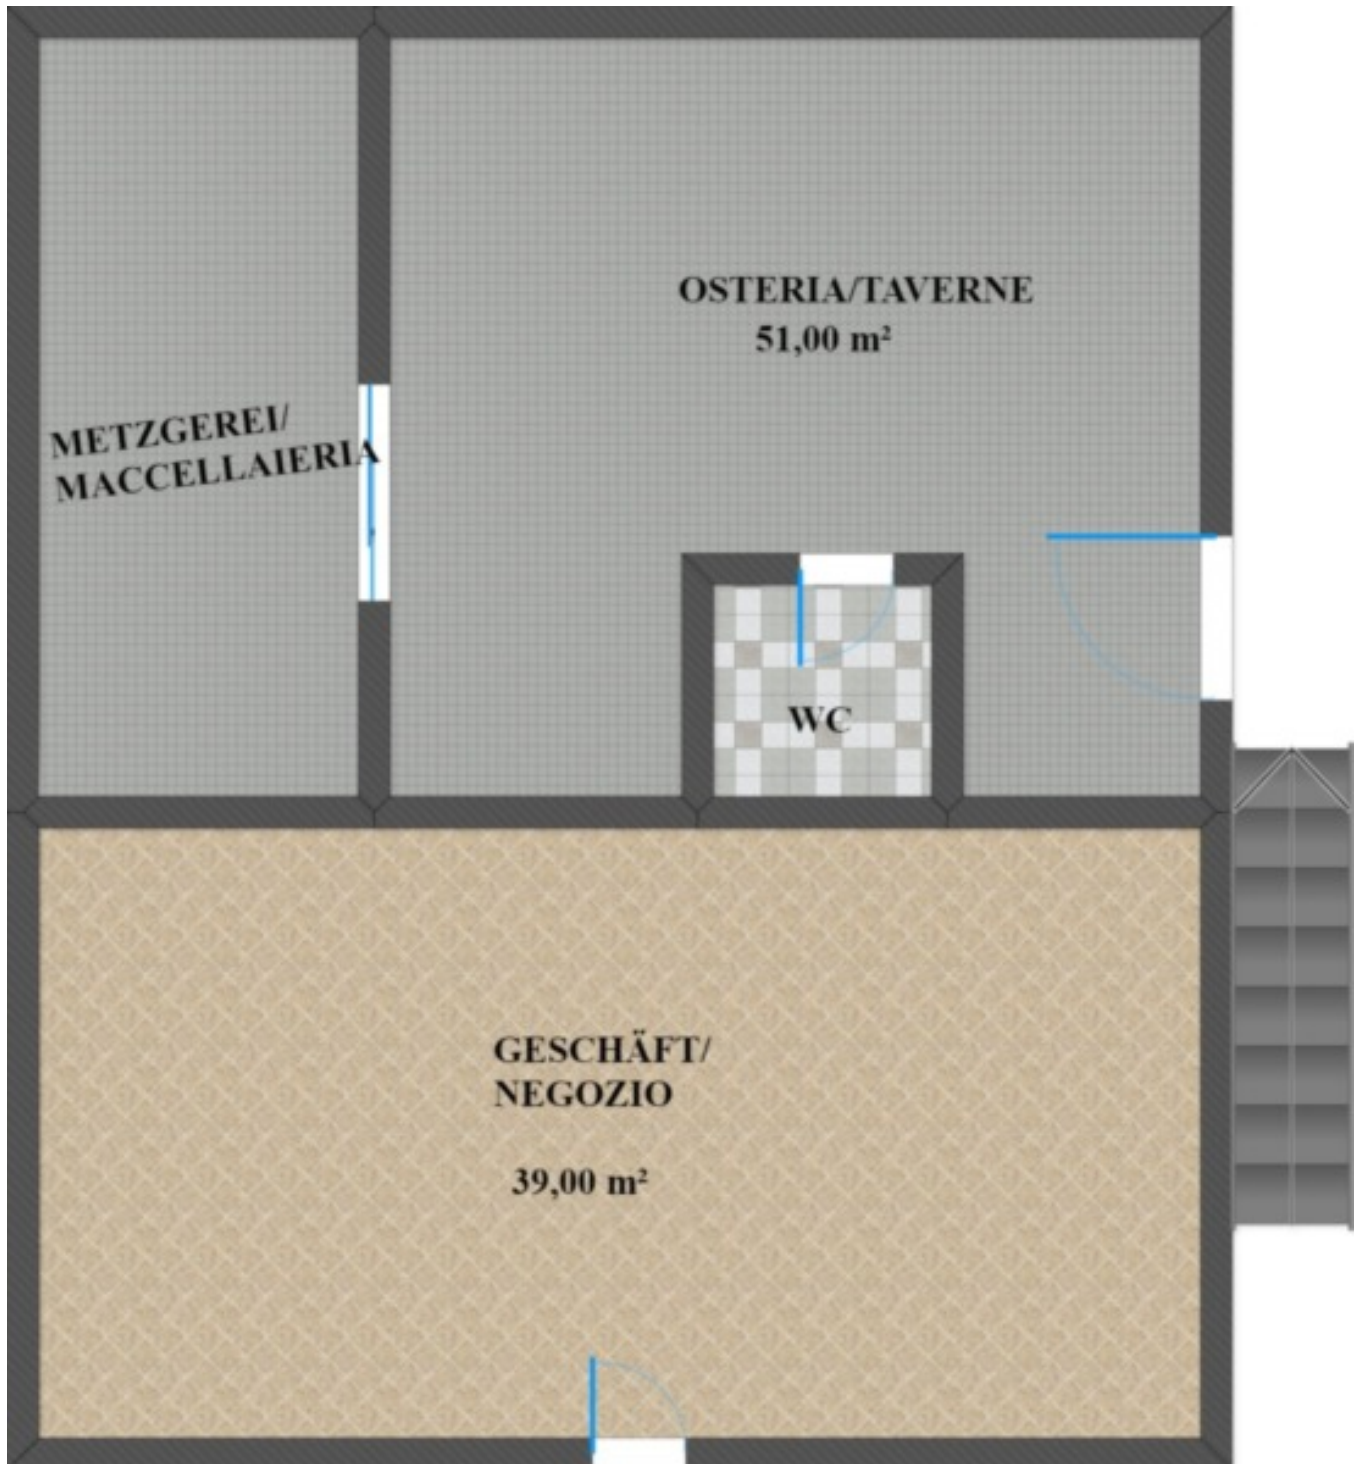 OSTERIA/TAVERNE
51,00 m²
METZGEREI/
MACCELLAIERIA
WC
GESCHÄFT/
NEGOZIO
39,00 m²